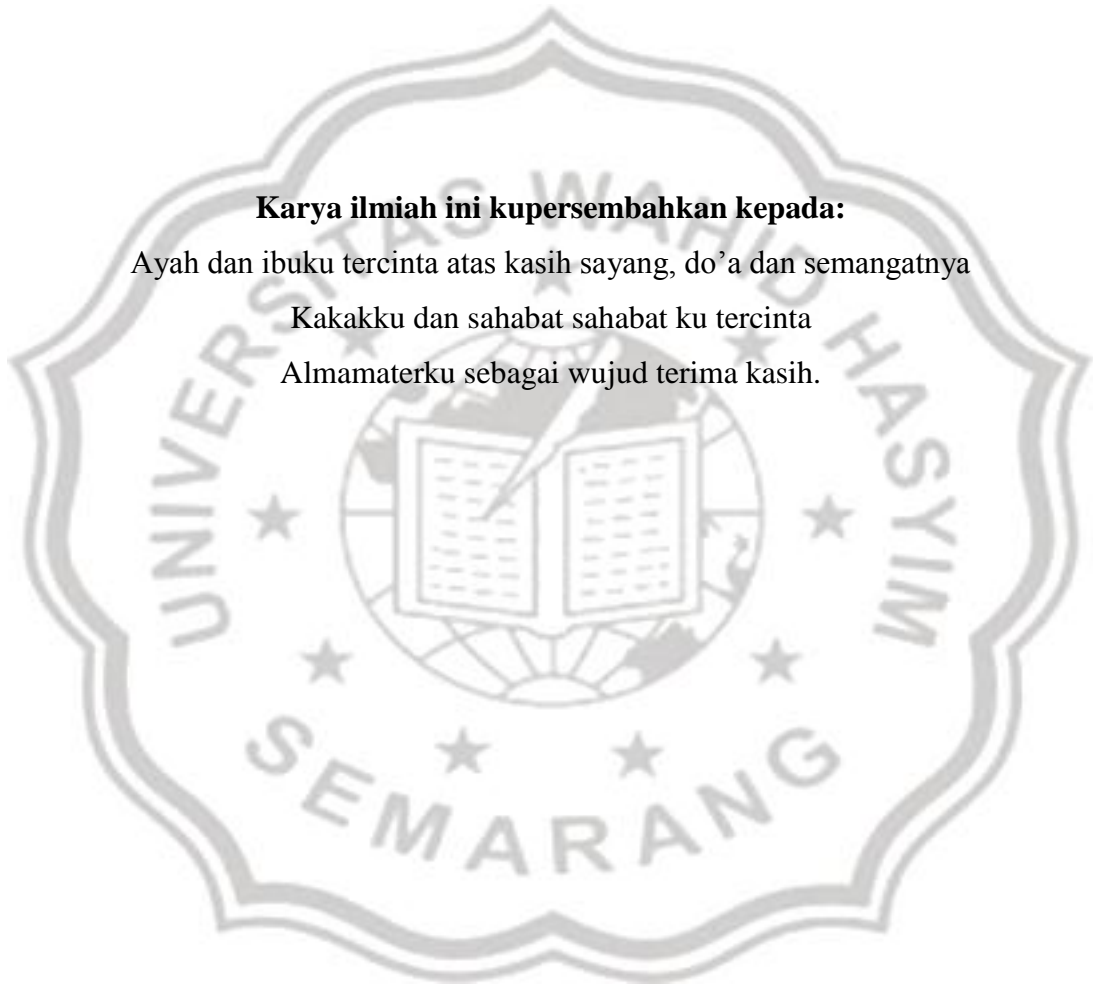 Karya ilmiah ini kupersembahkan kepada:
Ayah dan ibuku tercinta atas kasih sayang, do’a dan semangatnya
Kakakku dan sahabat sahabat ku tercinta
Almamaterku sebagai wujud terima kasih.
UNIVERSITAS WAHID HASYIM
SEMARANG